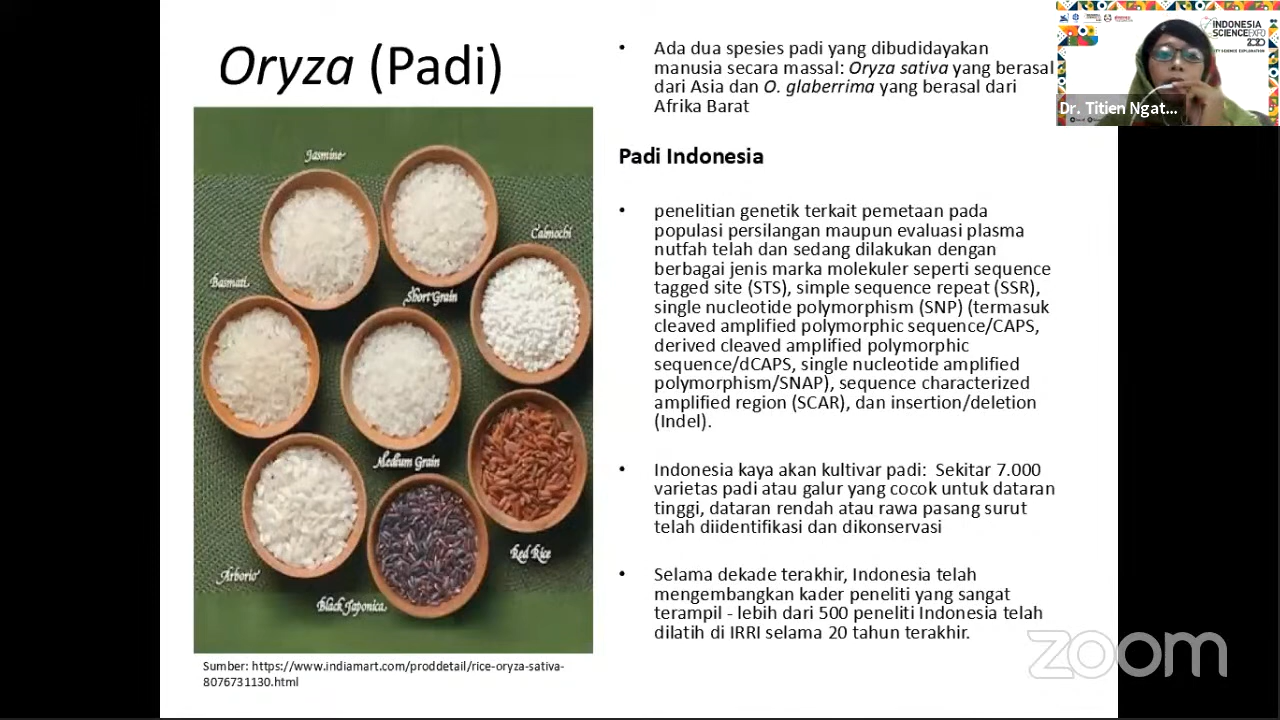 Oryza (Padi)
Jasmine
Calmochi
Basmati
Short Grain
Medium Grain
Red Rice
Arborio
Black Japonica
Sumber: https://www.indiamart.com/proddetail/rice-oryza-sativa-
8076731130.html
• Ada dua spesies padi yang dibudidayakan
manusia secara massal: Oryza sativa yang berasal
dari Asia dan O. glaberrima yang berasal dari
Afrika Barat
Padi Indonesia
• penelitian genetik terkait pemetaan pada
populasi persilangan maupun evaluasi plasma
nutfah telah dan sedang dilakukan dengan
berbagai jenis marka molekuler seperti sequence
tagged site (STS), simple sequence repeat (SSR),
single nucleotide polymorphism (SNP) (termasuk
cleaved amplified polymorphic sequence/CAPS,
derived cleaved amplified polymorphic
sequence/dCAPS, single nucleotide amplified
polymorphism/SNAP), sequence characterized
amplified region (SCAR), dan insertion/deletion
(Indel).
• Indonesia kaya akan kultivar padi:  Sekitar 7.000
varietas padi atau galur yang cocok untuk dataran
tinggi, dataran rendah atau rawa pasang surut
telah diidentifikasi dan dikonservasi
• Selama dekade terakhir, Indonesia telah
mengembangkan kader peneliti yang sangat
terampil - lebih dari 500 peneliti Indonesia telah
dilatih di IRRI selama 20 tahun terakhir.
INDONESIA
SCIENCE EXPO
2020
Dr. Titien Ngat...
zoom